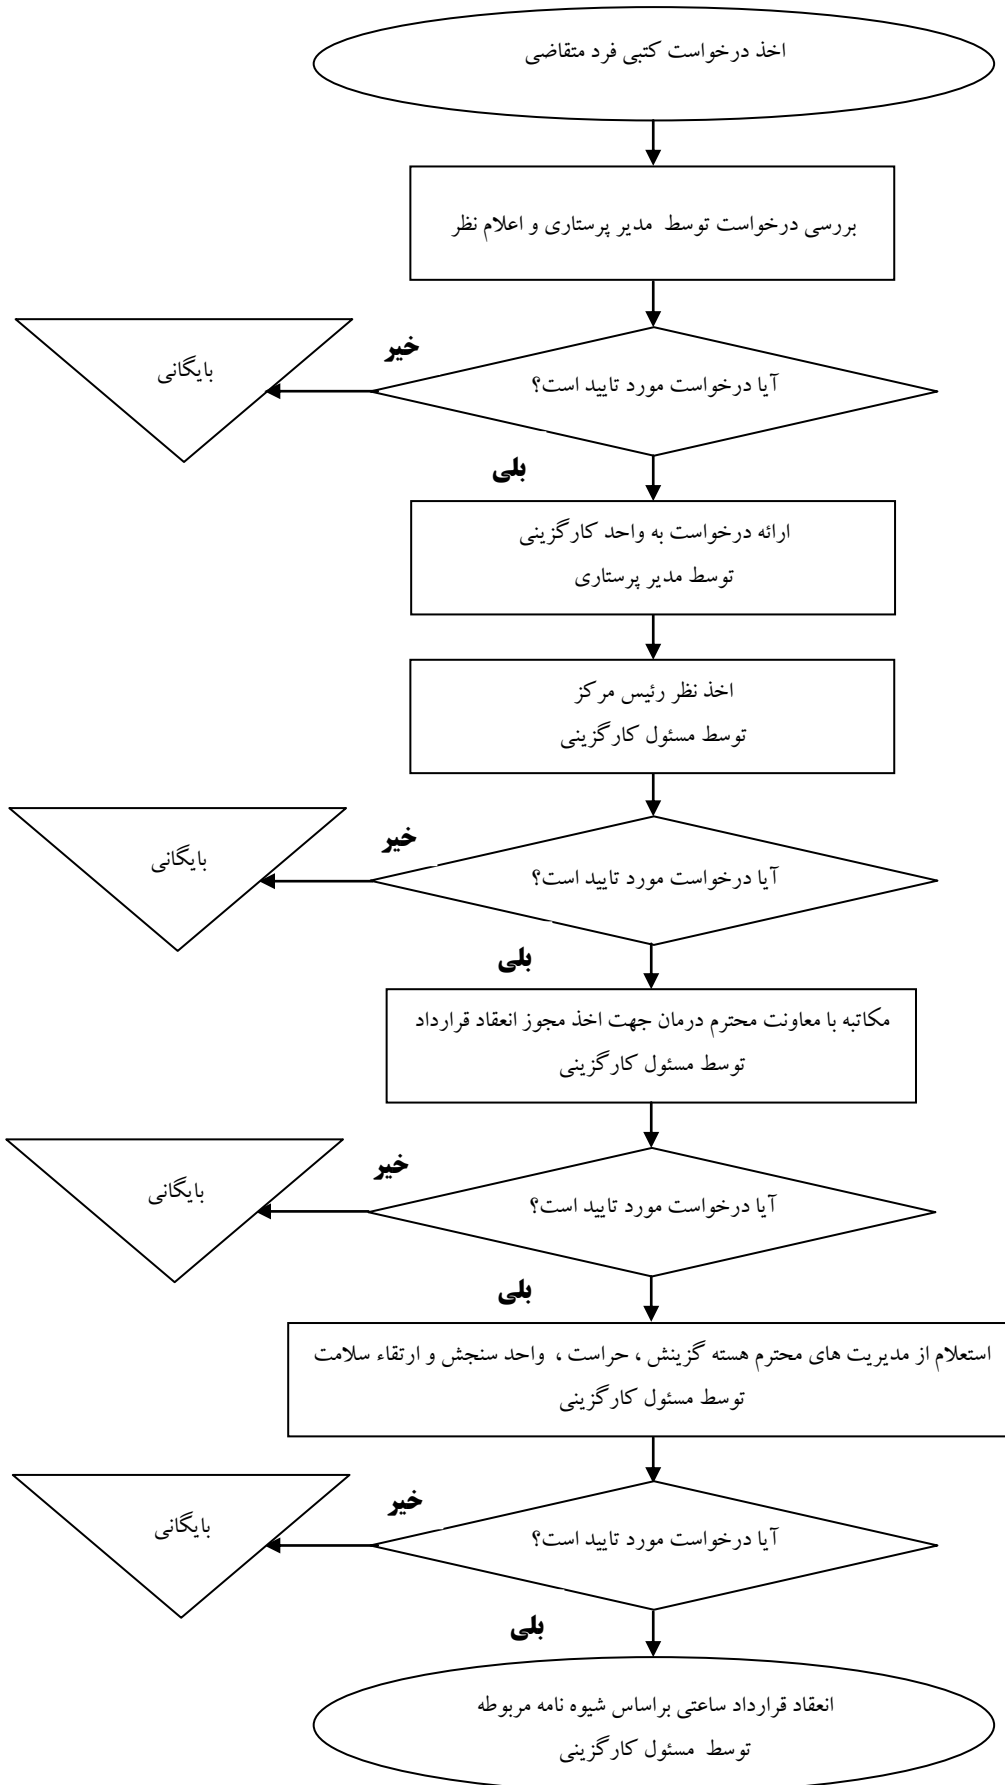 اخذ درخواست کتبی فرد متقاضی
بررسی درخواست توسط مدیر پرستاری و اعلام نظر
خیر
آیا درخواست مورد تایید است؟
بایگانی
بلی
ارائه درخواست به واحد کارگزینی
توسط مدیر پرستاری
اخذ نظر رئیس مرکز
توسط مسئول کارگزینی
خیر
آیا درخواست مورد تایید است؟
بایگانی
بلی
مکاتبه با معاونت محترم درمان جهت اخذ مجوز انعقاد قرارداد
توسط مسئول کارگزینی
خیر
آیا درخواست مورد تایید است؟
بایگانی
بلی
استعلام از مدیریت های محترم هسته گزینش ، حراست ، واحد سنجش و ارتقاء سلامت
توسط مسئول کارگزینی
خیر
آیا درخواست مورد تایید است؟
بایگانی
بلی
انعقاد قرارداد ساعتی براساس شیوه نامه مربوطه
توسط مسئول کارگزینی